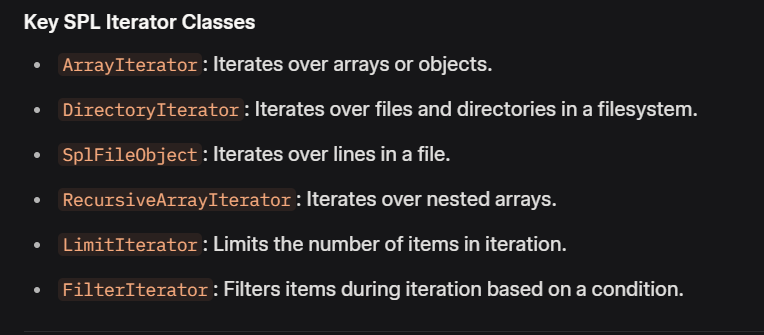 Key SPL Iterator Classes
• ArrayIterator: Iterates over arrays or objects.
• DirectoryIterator: Iterates over files and directories in a filesystem.
• SplFileObject: Iterates over lines in a file.
• RecursiveArrayIterator: Iterates over nested arrays.
• LimitIterator: Limits the number of items in iteration.
• FilterIterator: Filters items during iteration based on a condition.